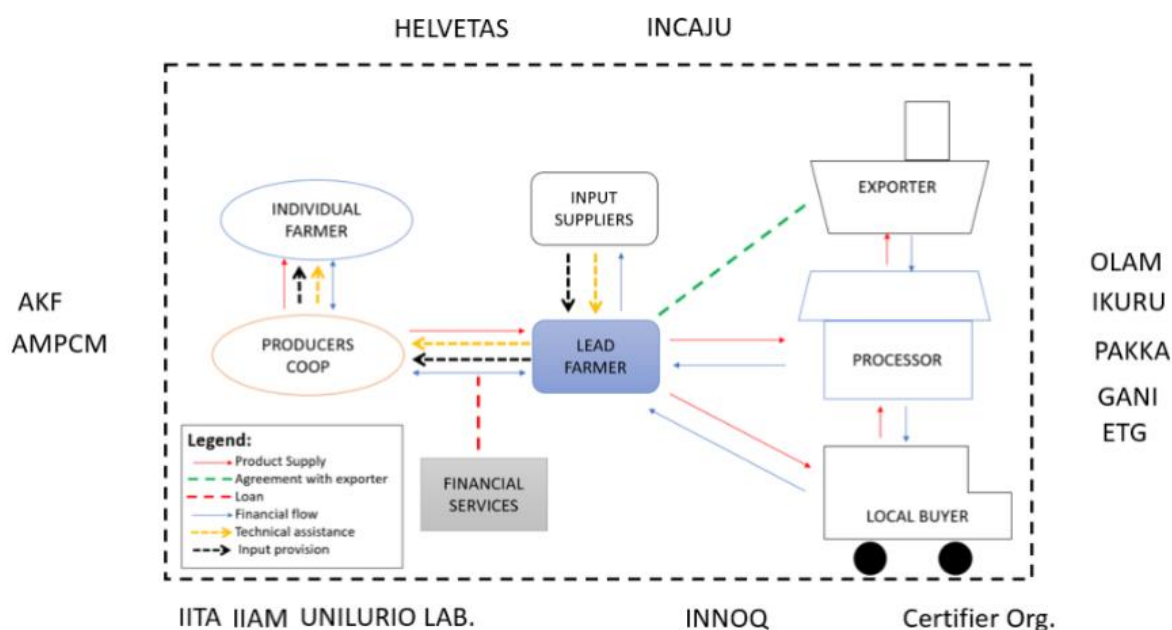 HELVETAS INCAJU
EXPORTER
INDIVIDUAL
FARMER
INPUT
SUPPLIERS
OLAM
AKF
IKURU
AMPCM
PRODUCERS
COOP
LEAD
FARMER
PROCESSOR
PAKKA
GANI
ETG
Legend:
Product Supply
Agreement with exporter
Loan
Financial flow
Technical assistance
Input provision
FINANCIAL
SERVICES
LOCAL BUYER
IITA IIAM UNILURIO LAB. INNOQ Certifier Org.